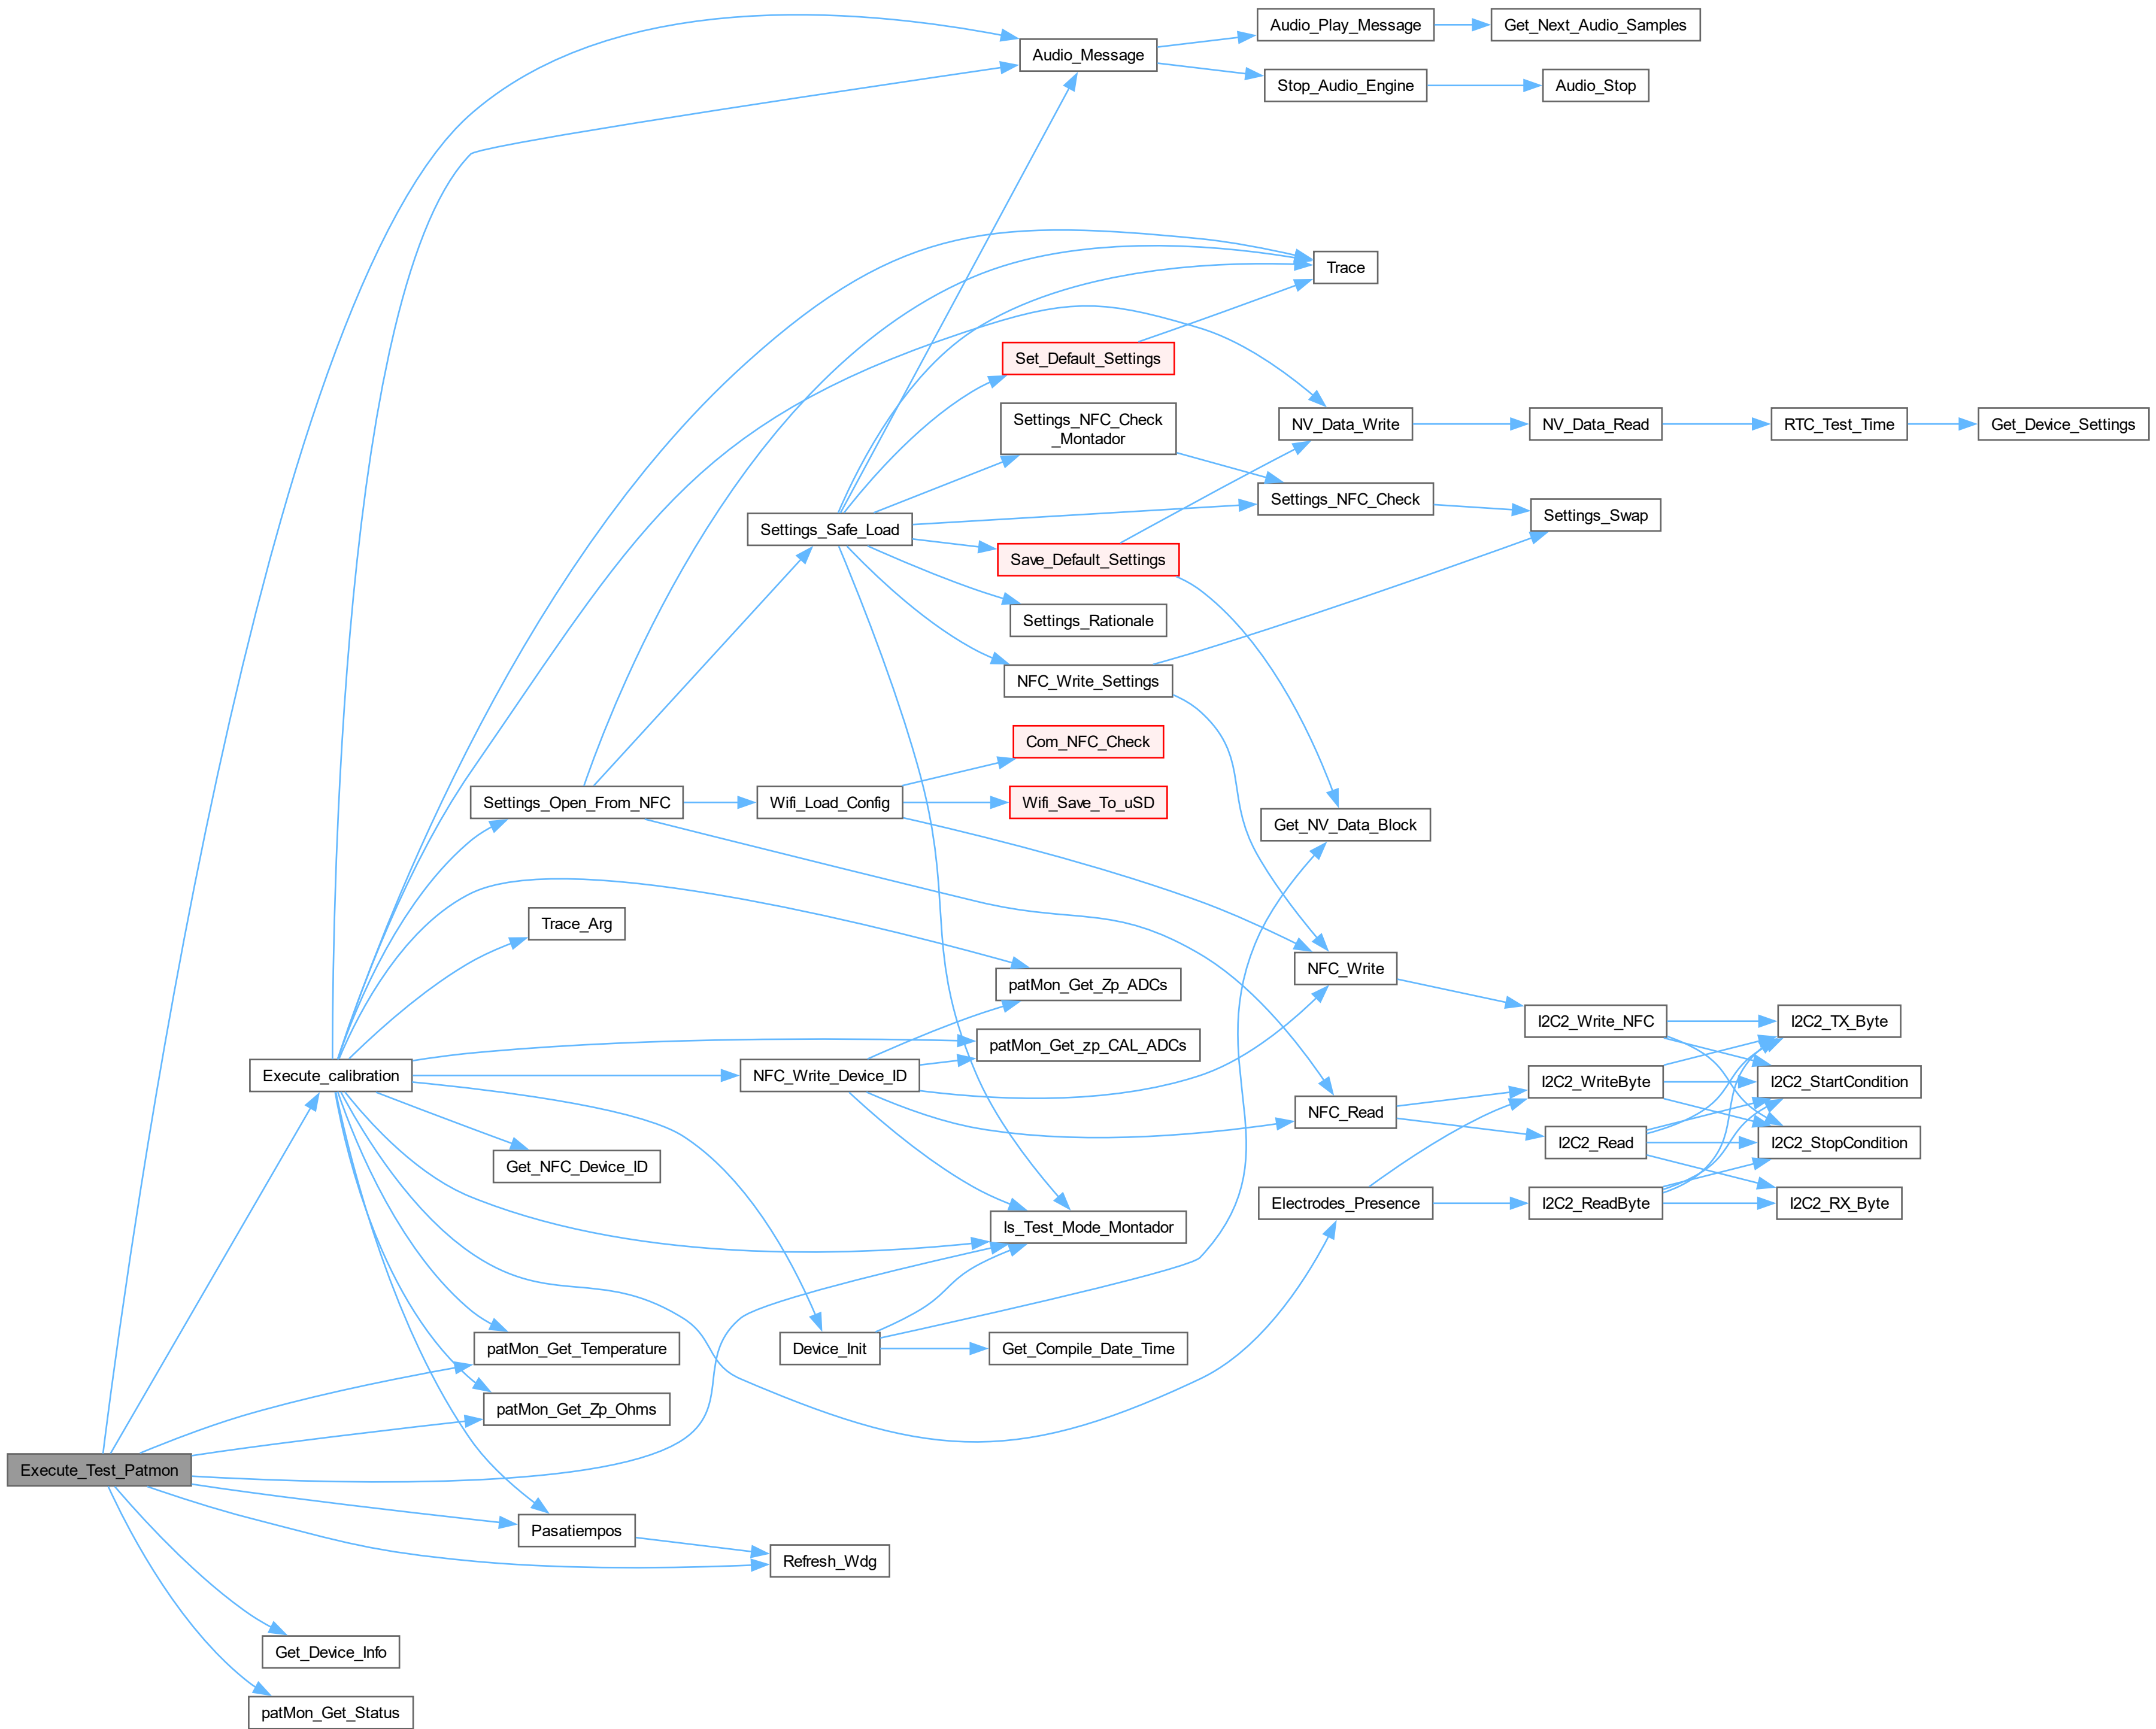 Audio_Play_Message
Get_Next_Audio_Samples
Audio_Message
Stop_Audio_Engine
Audio_Stop
Trace
Set_Default_Settings
Settings_NFC_Check
_Montador
NV_Data_Write
NV_Data_Read
RTC_Test_Time
Get_Device_Settings
Settings_NFC_Check
Settings_Swap
Settings_Safe_Load
Save_Default_Settings
Settings_Rationale
NFC_Write_Settings
Com_NFC_Check
Settings_Open_From_NFC
Wifi_Load_Config
Wifi_Save_To_uSD
Get_NV_Data_Block
Trace_Arg
NFC_Write
patMon_Get_Zp_ADCs
I2C2_Write_NFC
I2C2_TX_Byte
patMon_Get_zp_CAL_ADCs
Execute_calibration
NFC_Write_Device_ID
I2C2_WriteByte
I2C2_StartCondition
NFC_Read
I2C2_Read
I2C2_StopCondition
Get_NFC_Device_ID
Electrodes_Presence
I2C2_ReadByte
I2C2_RX_Byte
Is_Test_Mode_Montador
patMon_Get_Temperature
Device_Init
Get_Compile_Date_Time
patMon_Get_Zp_Ohms
Execute_Test_Patmon
Pasatiempos
Refresh_Wdg
Get_Device_Info
patMon_Get_Status